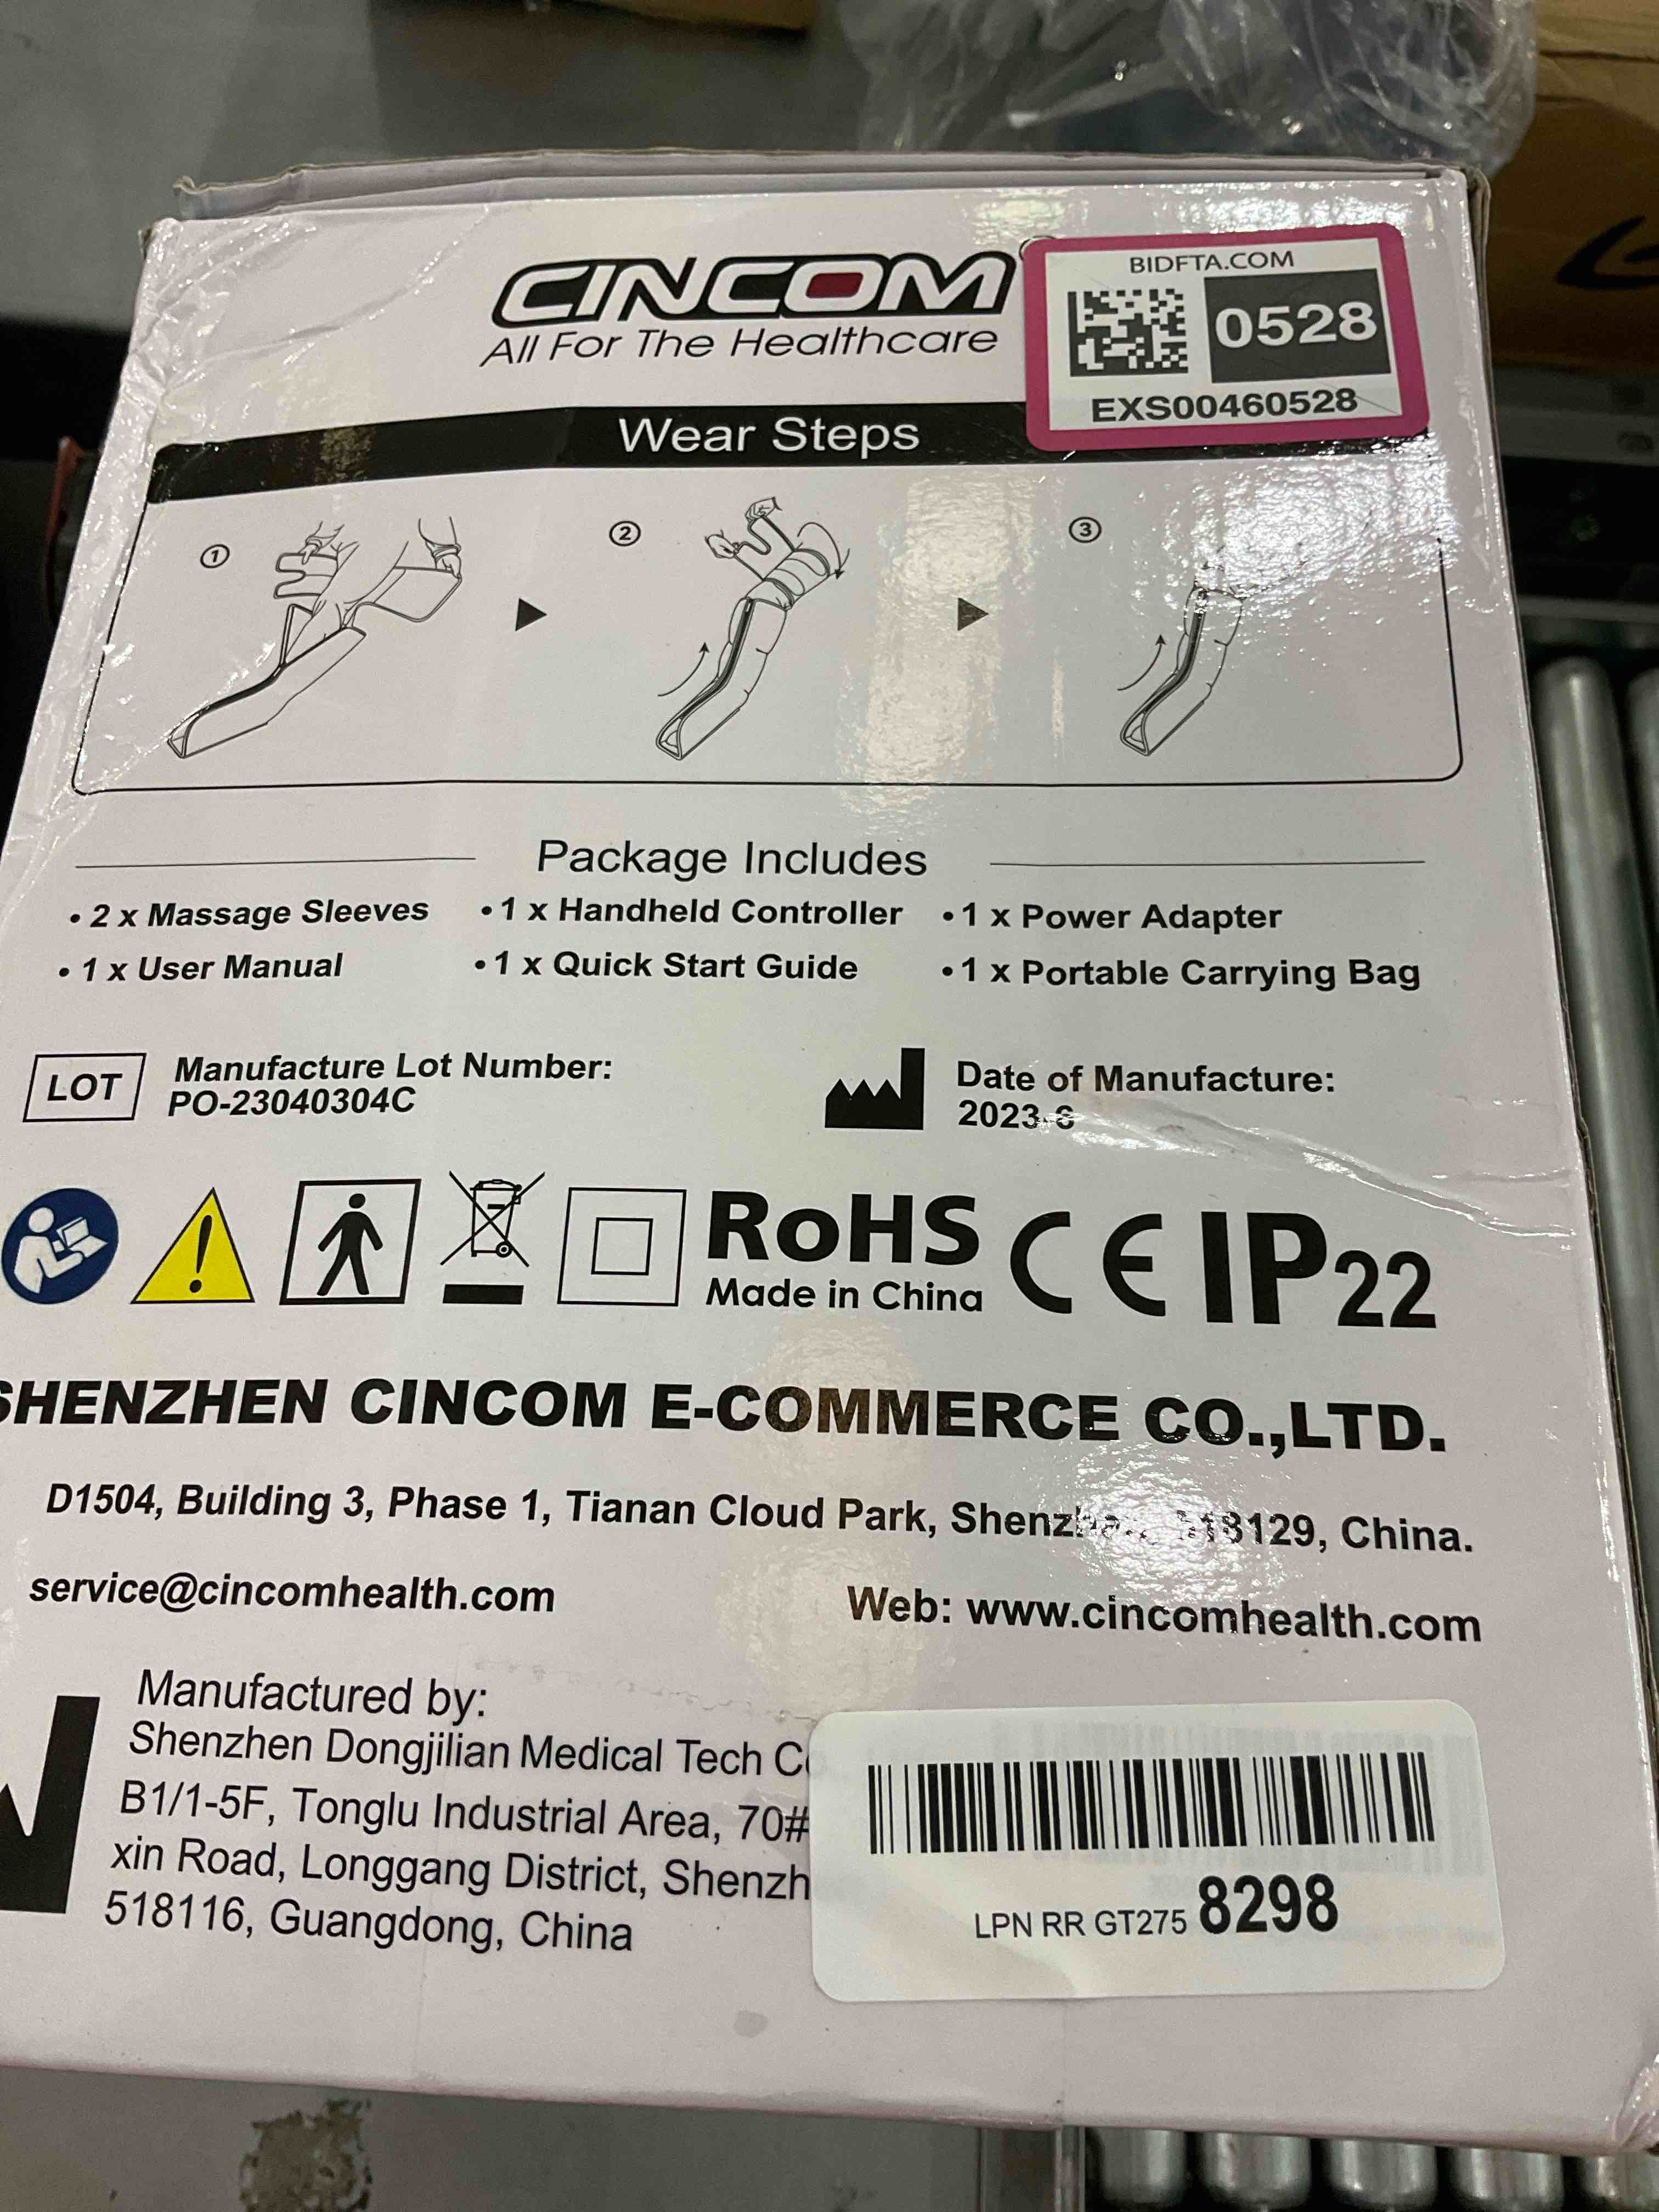 CINCOM
All For The Healthcare
BIDFTA.COM
0528
EXS00460528
Wear Steps
1
2
3
Package Includes
• 2 x Massage Sleeves
• 1 x Handheld Controller
• 1 x Power Adapter
• 1 x User Manual
• 1 x Quick Start Guide
• 1 x Portable Carrying Bag
LOT
Manufacture Lot Number:
PO-23040304C
Date of Manufacture:
2023-6
RoHS
Made in China
CE IP22
SHENZHEN CINCOM E-COMMERCE CO.,LTD.
D1504, Building 3, Phase 1, Tianan Cloud Park, Shenzhen 518129, China.
service@cincomhealth.com
Web: www.cincomhealth.com
Manufactured by:
Shenzhen Dongjilian Medical Tech
B1/1-5F, Tonglu Industrial Area, 70#
xin Road, Longgang District, Shenzh
518116, Guangdong, China
LPN RR GT275 8298